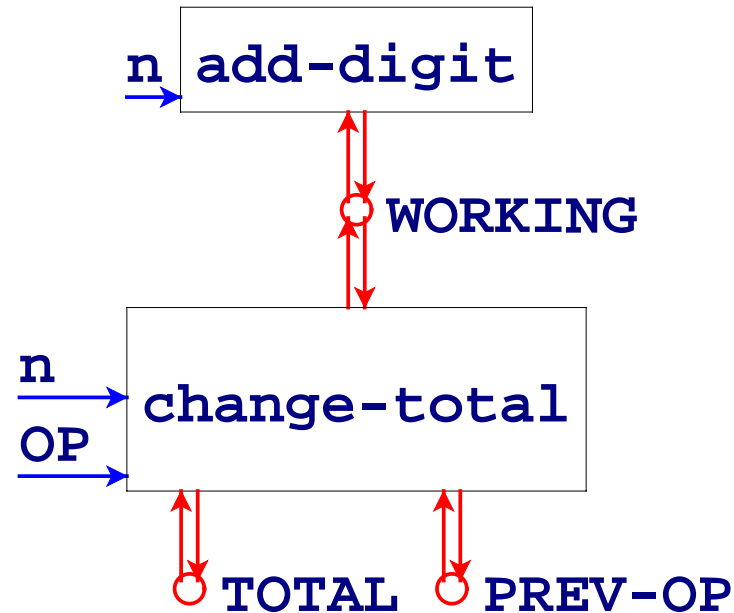 n add-digit
WORKING
n
change-total
OP
TOTAL PREV-OP